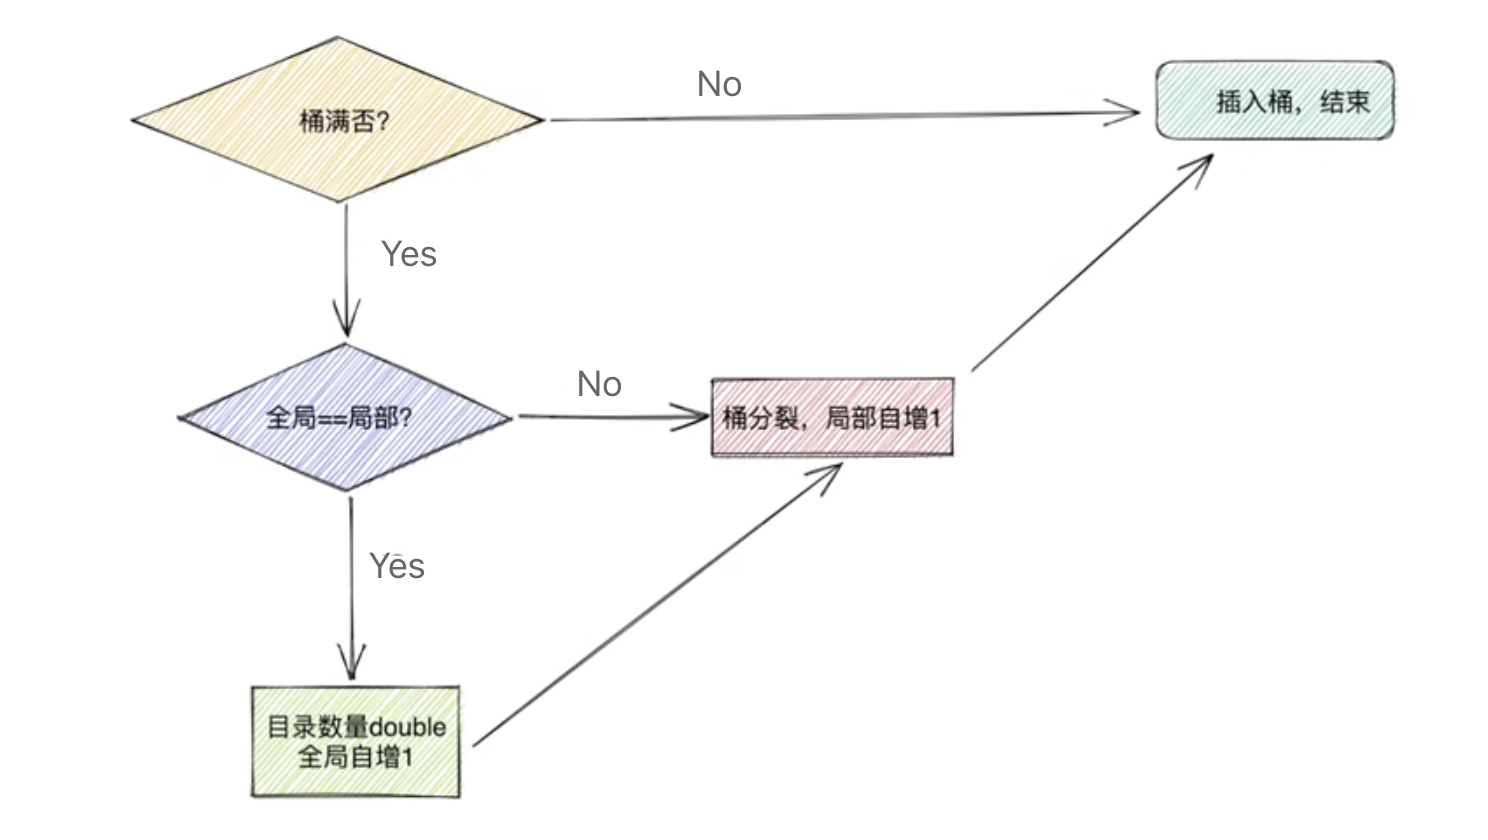 桶满否?
No
插入桶，结束
Yes
全局==局部?
No
桶分裂，局部自增1
Yes
目录数量double
全局自增1